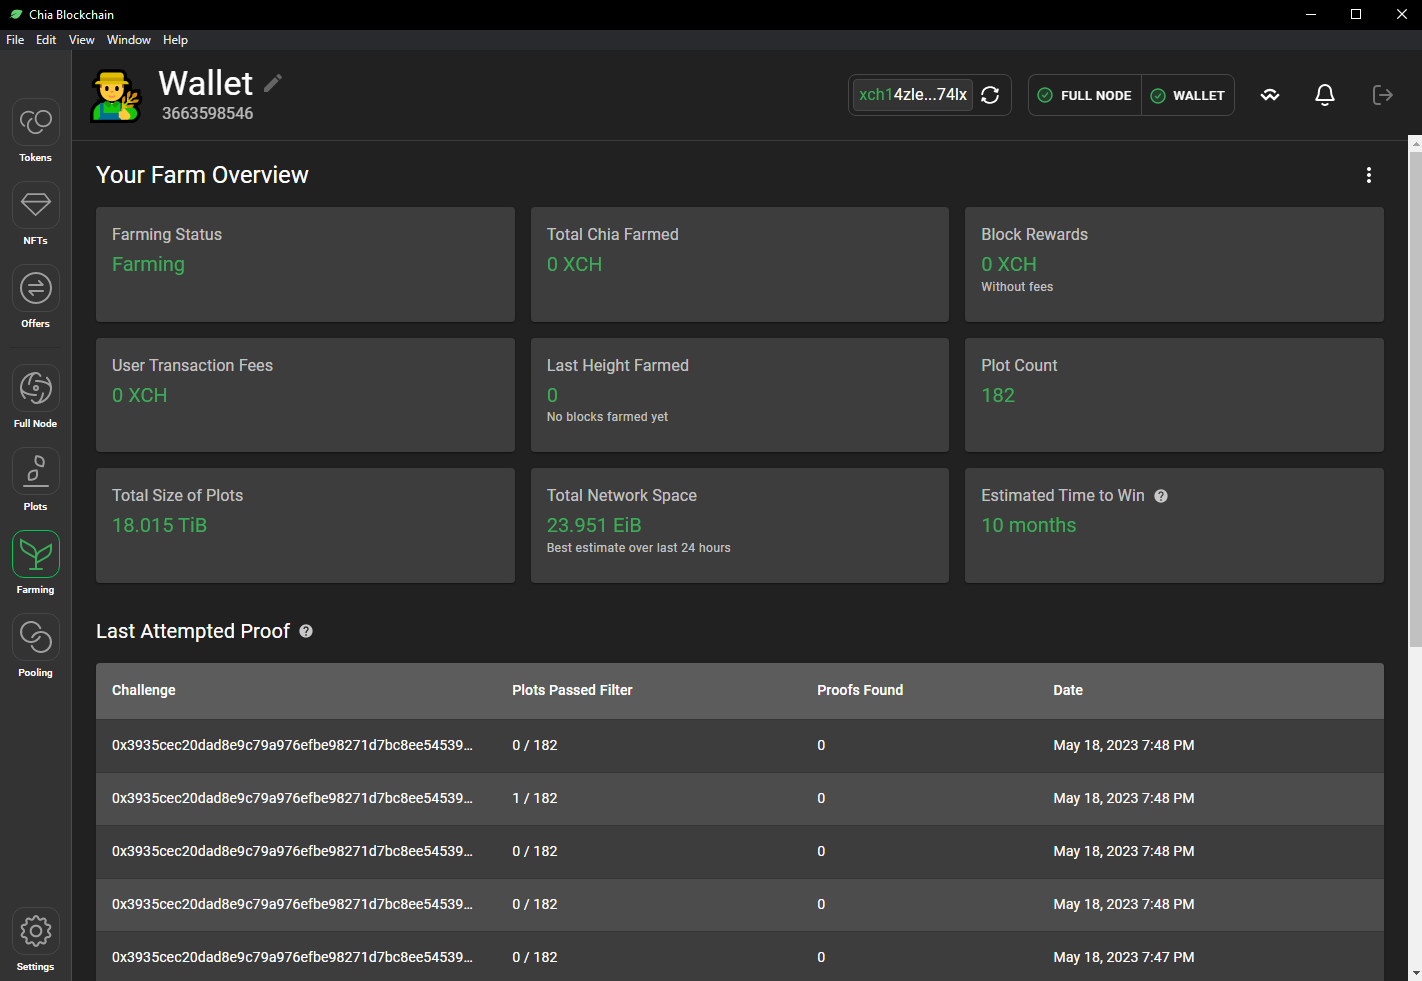 Chia Blockchain
File Edit View Window Help
Wallet
3663598546
xch14zle...74lx
FULL NODE
WALLET
Tokens
NFTs
Offers
Full Node
Plots
Farming
Pooling
Settings
Your Farm Overview
Farming Status
Farming
Total Chia Farmed
0 XCH
Block Rewards
0 XCH
Without fees
User Transaction Fees
0 XCH
Last Height Farmed
0
No blocks farmed yet
Plot Count
182
Total Size of Plots
18.015 TiB
Total Network Space
23.951 EiB
Best estimate over last 24 hours
Estimated Time to Win ?
10 months
Last Attempted Proof ?
Challenge Plots Passed Filter Proofs Found Date
0x3935cec20dad8e9c79a976efbe98271d7bc8ee54539... 0 / 182 0 May 18, 2023 7:48 PM
0x3935cec20dad8e9c79a976efbe98271d7bc8ee54539... 1 / 182 0 May 18, 2023 7:48 PM
0x3935cec20dad8e9c79a976efbe98271d7bc8ee54539... 0 / 182 0 May 18, 2023 7:48 PM
0x3935cec20dad8e9c79a976efbe98271d7bc8ee54539... 0 / 182 0 May 18, 2023 7:48 PM
0x3935cec20dad8e9c79a976efbe98271d7bc8ee54539... 0 / 182 0 May 18, 2023 7:47 PM